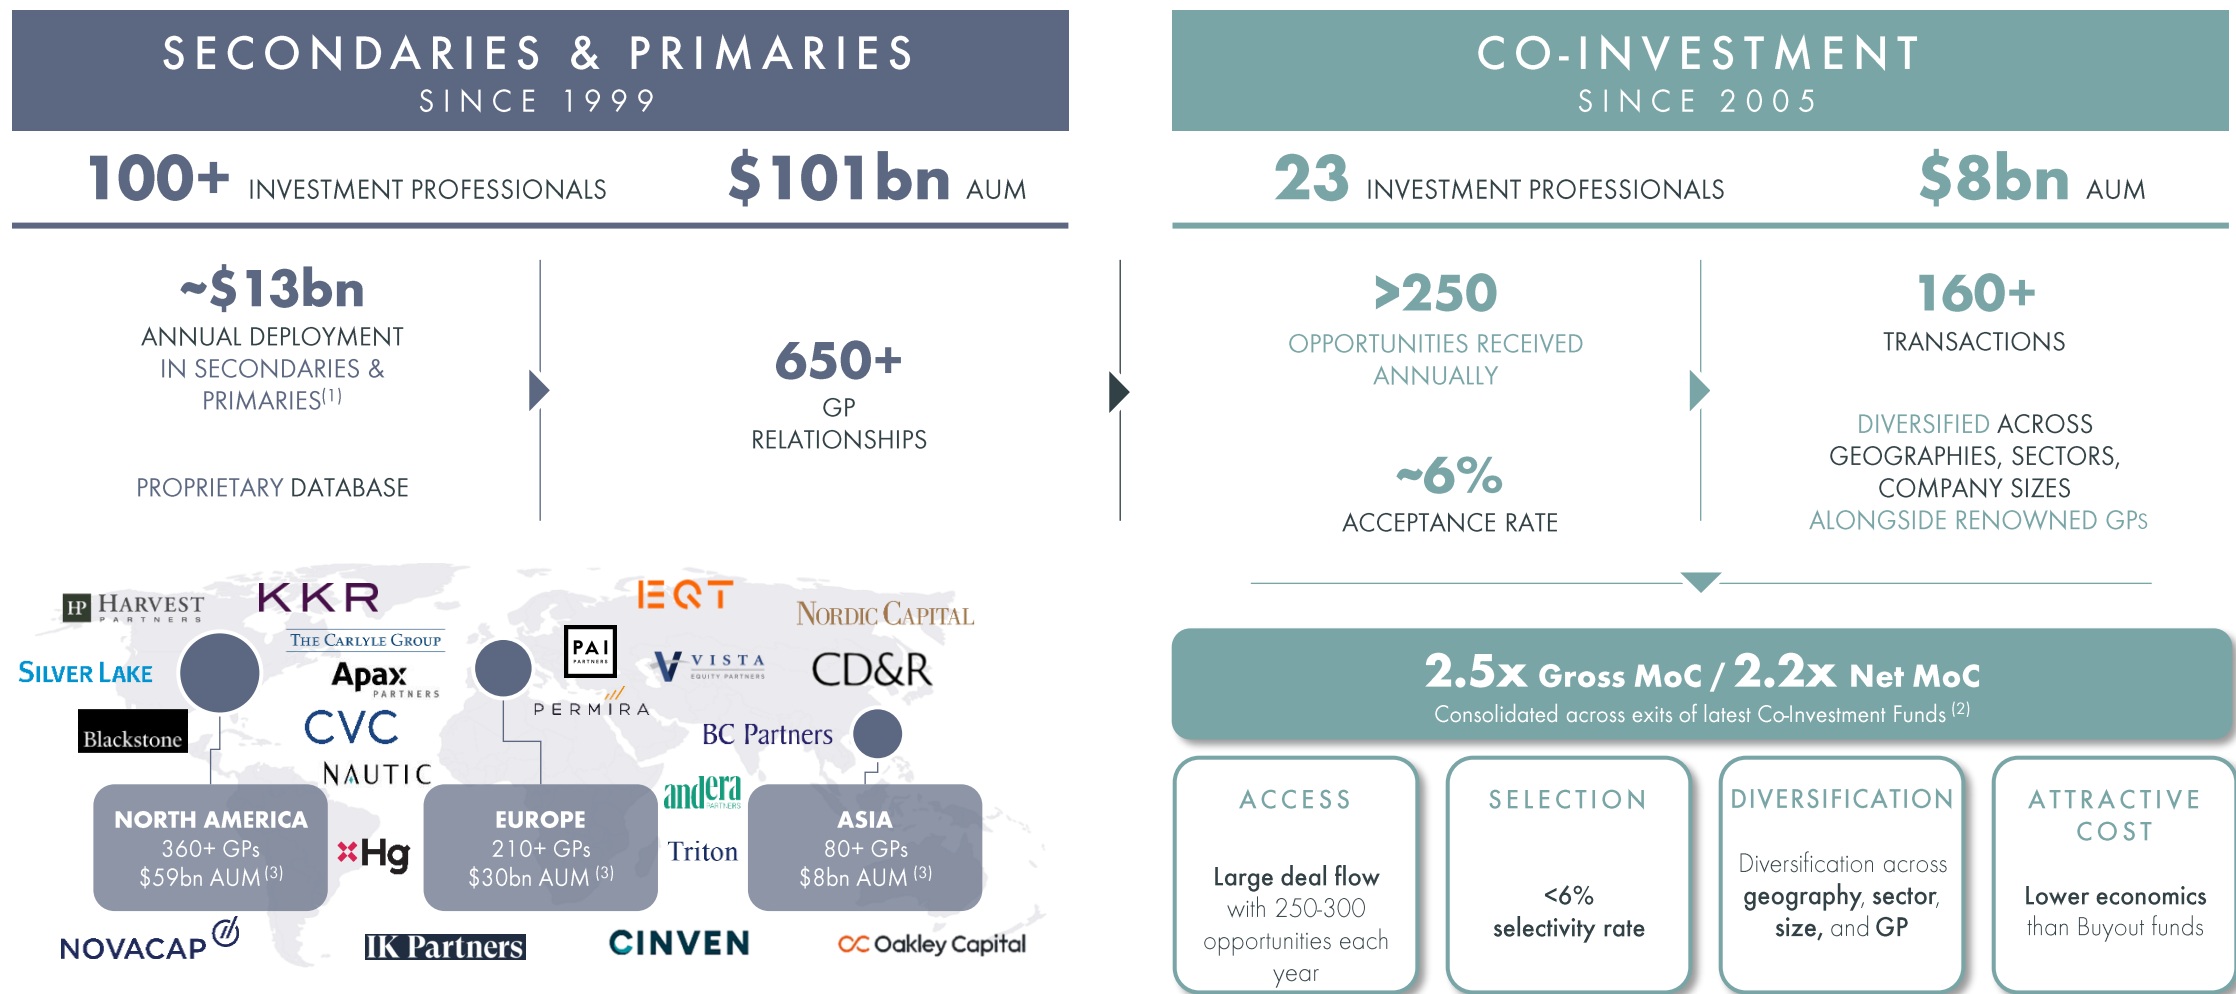 SECONDARIES & PRIMARIES
SINCE 1999
100+ INVESTMENT PROFESSIONALS
$101bn AUM
~$13bn
ANNUAL DEPLOYMENT
IN SECONDARIES &
PRIMARIES(1)
PROPRIETARY DATABASE
650+
GP
RELATIONSHIPS
HP HARVEST
PARTNERS
KKR
THE CARLYLE GROUP
SILVER LAKE
Apax
PARTNERS
Blackstone
CVC
NAUTIC
EQT
NORDIC CAPITAL
PAI
PARTNERS
VISTA
EQUITY PARTNERS
CD&R
PERMIRA
BC Partners
andera
PARTNERS
NORTH AMERICA
360+ GPs
$59bn AUM (3)
Hg
EUROPE
210+ GPs
$30bn AUM (3)
Triton
ASIA
80+ GPs
$8bn AUM (3)
NOVACAP
IK Partners
CINVEN
Oakley Capital
CO-INVESTMENT
SINCE 2005
23 INVESTMENT PROFESSIONALS
$8bn AUM
>250
OPPORTUNITIES RECEIVED
ANNUALLY
~6%
ACCEPTANCE RATE
160+
TRANSACTIONS
DIVERSIFIED ACROSS
GEOGRAPHIES, SECTORS,
COMPANY SIZES
ALONGSIDE RENOWNED GPs
2.5x Gross MoC / 2.2x Net MoC
Consolidated across exits of latest Co-Investment Funds (2)
ACCESS
Large deal flow
with 250-300
opportunities each
year
SELECTION
<6%
selectivity rate
DIVERSIFICATION
Diversification across
geography, sector,
size, and GP
ATTRACTIVE
COST
Lower economics
than Buyout funds